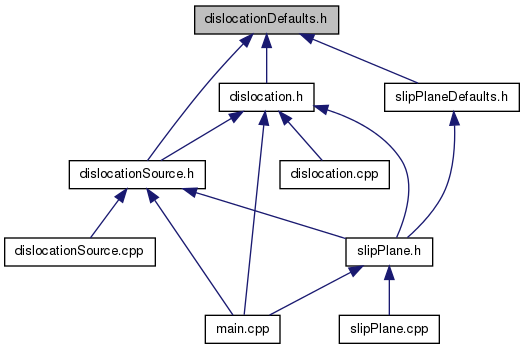 dislocationDefaults.h
dislocation.h
slipPlaneDefaults.h
dislocationSource.h
dislocation.cpp
dislocationSource.cpp
slipPlane.h
main.cpp
slipPlane.cpp